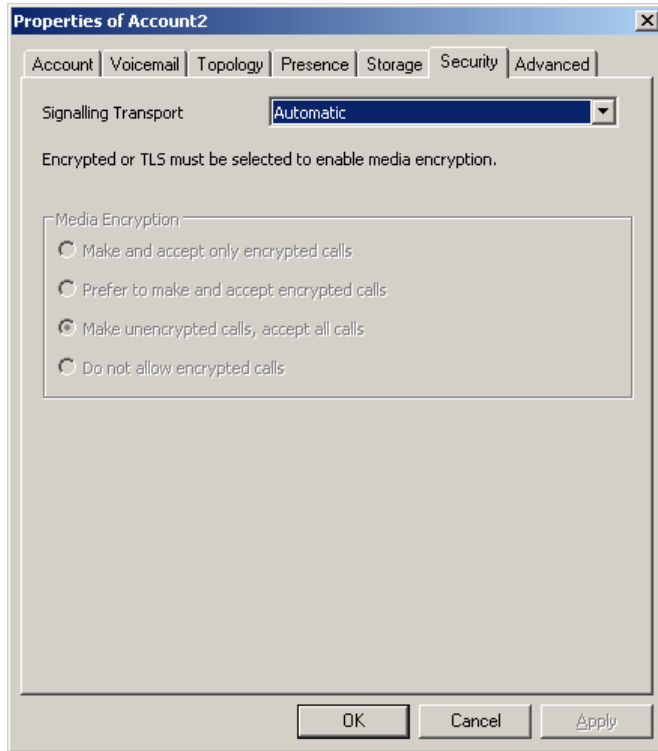 Properties of Account2
Account Voicemail Topology Presence Storage Security Advanced
Signalling Transport Automatic
Encrypted or TLS must be selected to enable media encryption.
Media Encryption
Make and accept only encrypted calls
Prefer to make and accept encrypted calls
Make unencrypted calls, accept all calls
Do not allow encrypted calls
OK Cancel Apply